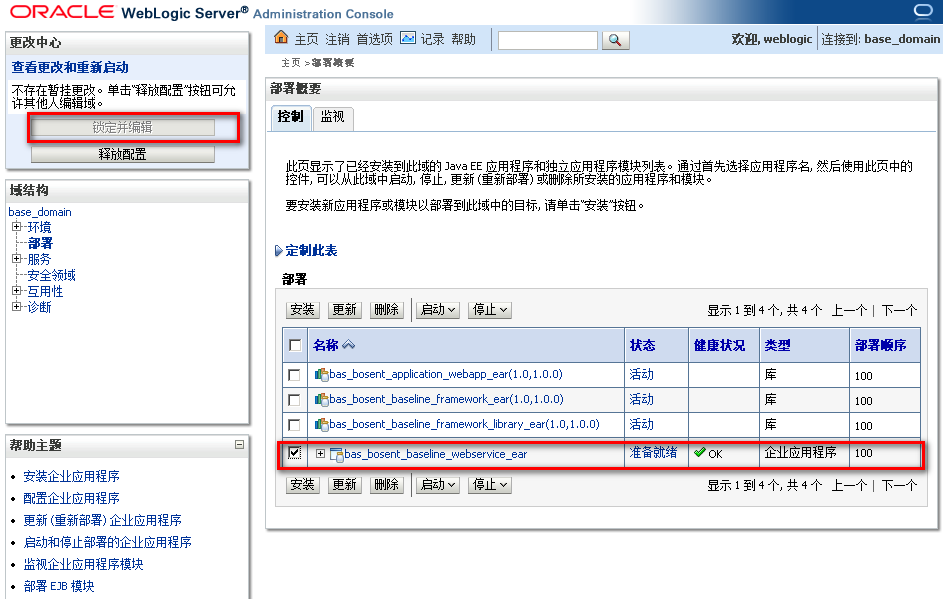 ORACLE WebLogic Server® Administration Console
更改中心
查看更改和重新启动
不存在暂挂更改。单击“释放配置”按钮可允
许其他人编辑域。
锁定并编辑
释放配置
域结构
base_domain
环境
部署
服务
安全领域
互用性
诊断
帮助主题
安装企业应用程序
配置企业应用程序
更新(重新部署)企业应用程序
启动和停止部署的企业应用程序
监视企业应用程序模块
部署 EJB 模块
主页 注销 首选项 记录 帮助
欢迎, weblogic 连接到: base_domain
主页 >部署概要
部署概要
控制 监视
此页显示了已经安装到此域的 Java EE 应用程序和独立应用程序模块列表。通过首先选择应用程序名, 然后使用此页中的
控件, 可以从此域中启动, 停止, 更新(重新部署)或删除所安装的应用程序和模块。
要安装新应用程序或模块以部署到此域中的目标, 请单击“安装”按钮。
定制此表
部署
安装 更新 删除 启动 停止 显示 1 到 4 个, 共 4 个 上一个 | 下一个
名称 状态 健康状况 类型 部署顺序
bas_bosent_application_webapp_ear(1.0,1.0.0) 活动 库 100
bas_bosent_baseline_framework_ear(1.0,1.0.0) 活动 库 100
bas_bosent_baseline_framework_library_ear(1.0,1.0.0) 活动 库 100
bas_bosent_baseline_webservice_ear 准备就绪 OK 企业应用程序 100
安装 更新 删除 启动 停止 显示 1 到 4 个, 共 4 个 上一个 | 下一个